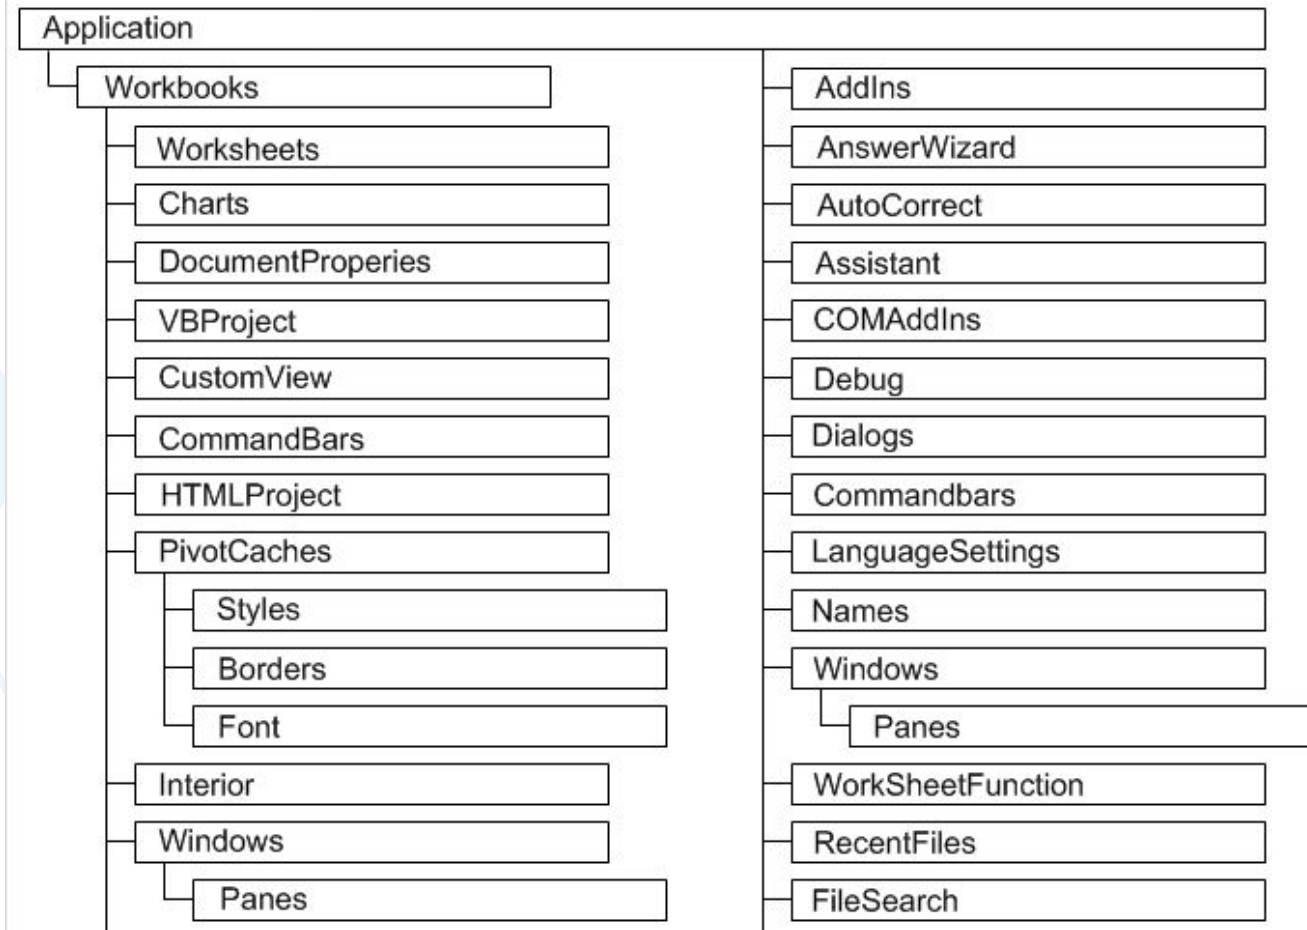 Application
Workbooks
Worksheets
Charts
DocumentProperies
VBProject
CustomView
CommandBars
HTMLProject
PivotCaches
Styles
Borders
Font
Interior
Windows
Panes
AddIns
AnswerWizard
AutoCorrect
Assistant
COMAddIns
Debug
Dialogs
Commandbars
LanguageSettings
Names
Windows
Panes
WorkSheetFunction
RecentFiles
FileSearch